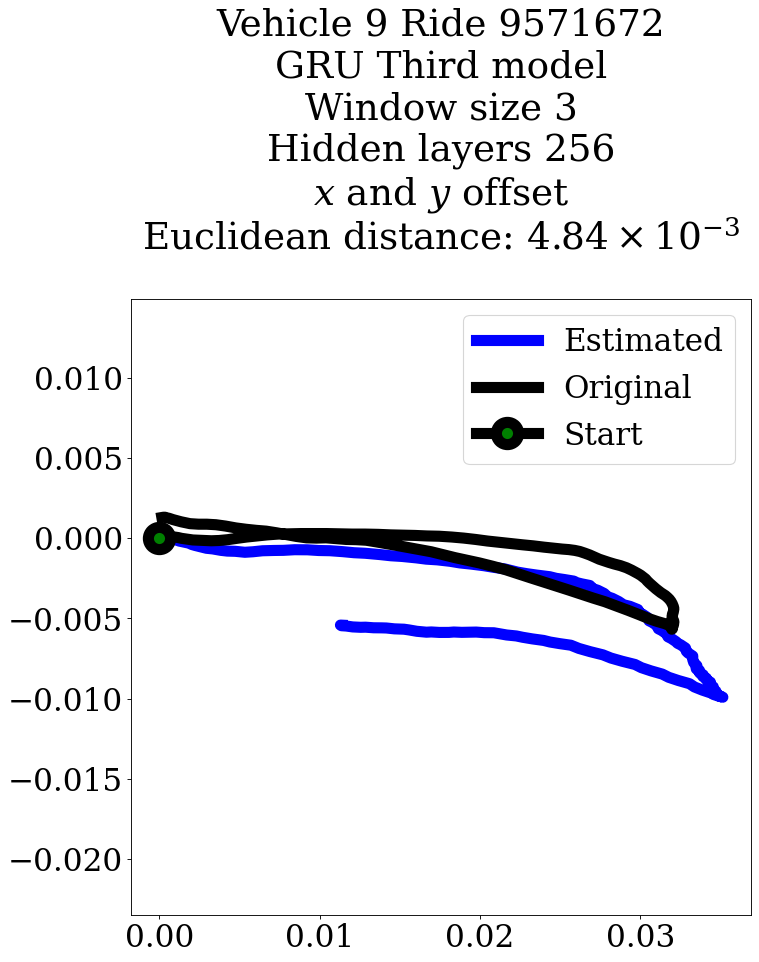 Vehicle 9 Ride 9571672
GRU Third model
Window size 3
Hidden layers 256
x and y offset
Euclidean distance: 4.84 × 10⁻³
Estimated
Original
Start
0.010
0.005
0.000
−0.005
−0.010
−0.015
−0.020
0.00 0.01 0.02 0.03